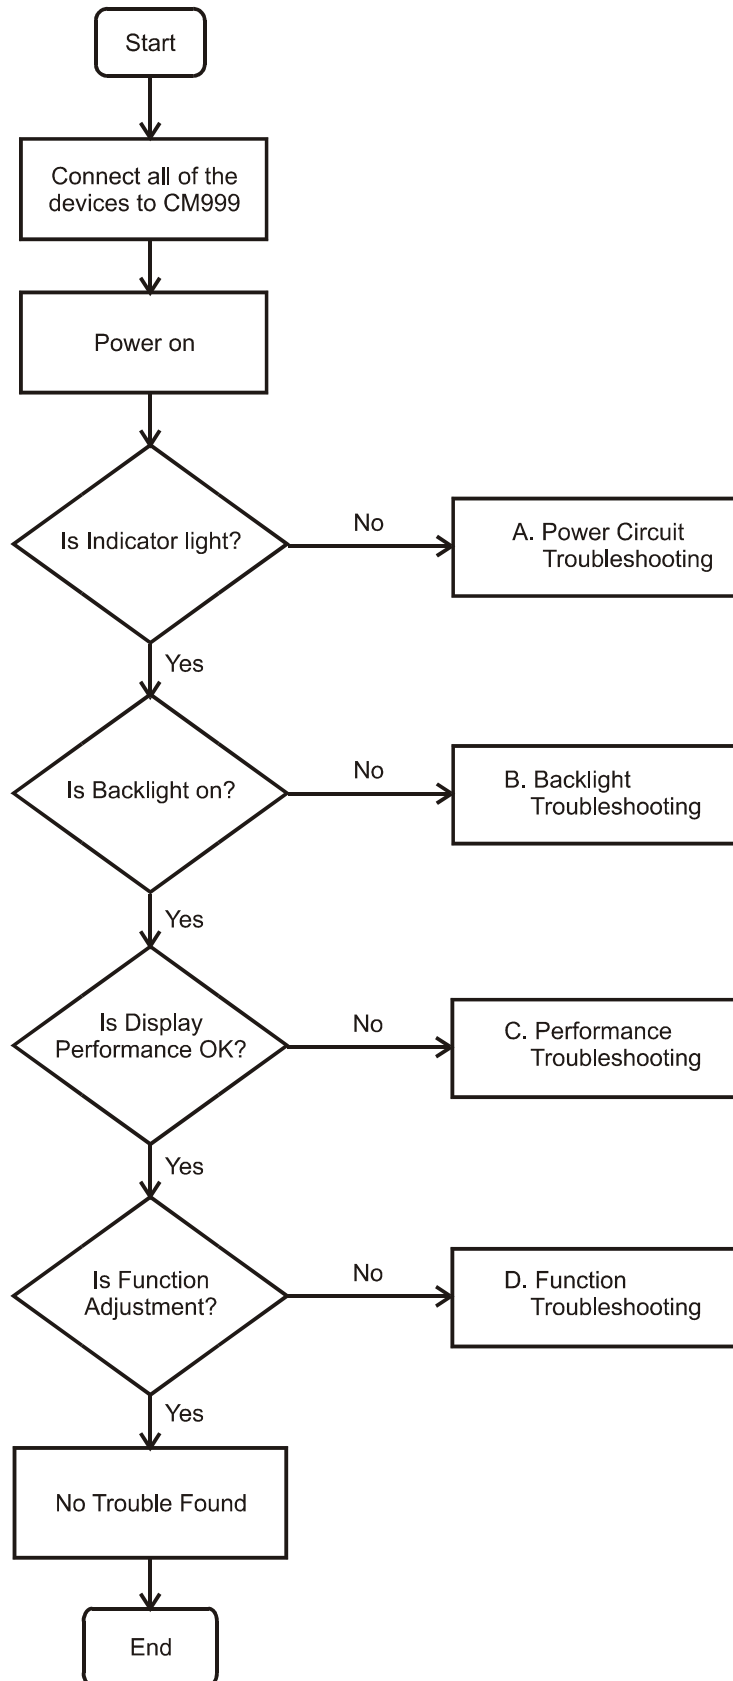 Start
Connect all of the
devices to CM999
Power on
Is Indicator light?
No
A. Power Circuit
Troubleshooting
Yes
Is Backlight on?
No
B. Backlight
Troubleshooting
Yes
Is Display
Performance OK?
No
C. Performance
Troubleshooting
Yes
Is Function
Adjustment?
No
D. Function
Troubleshooting
Yes
No Trouble Found
End